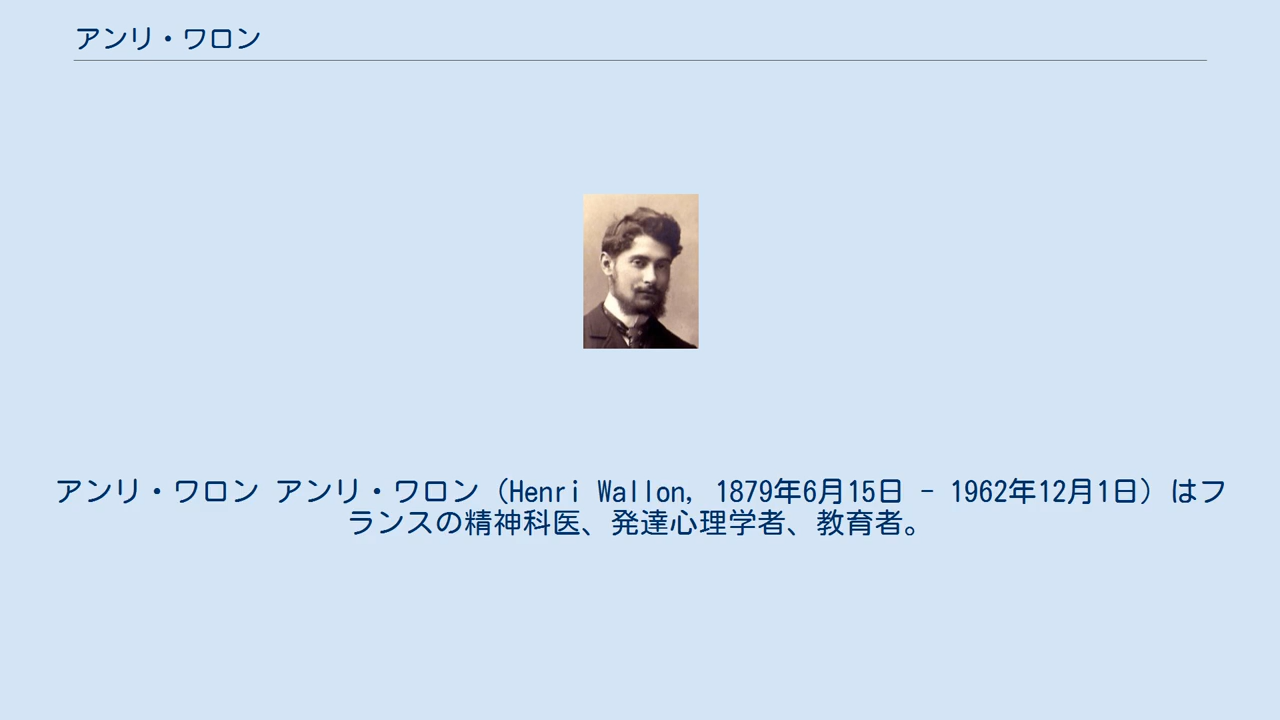 アンリ・ワロン
アンリ・ワロン アンリ・ワロン（Henri Wallon, 1879年6月15日 - 1962年12月1日）はフ
ランスの精神科医、発達心理学者、教育者。